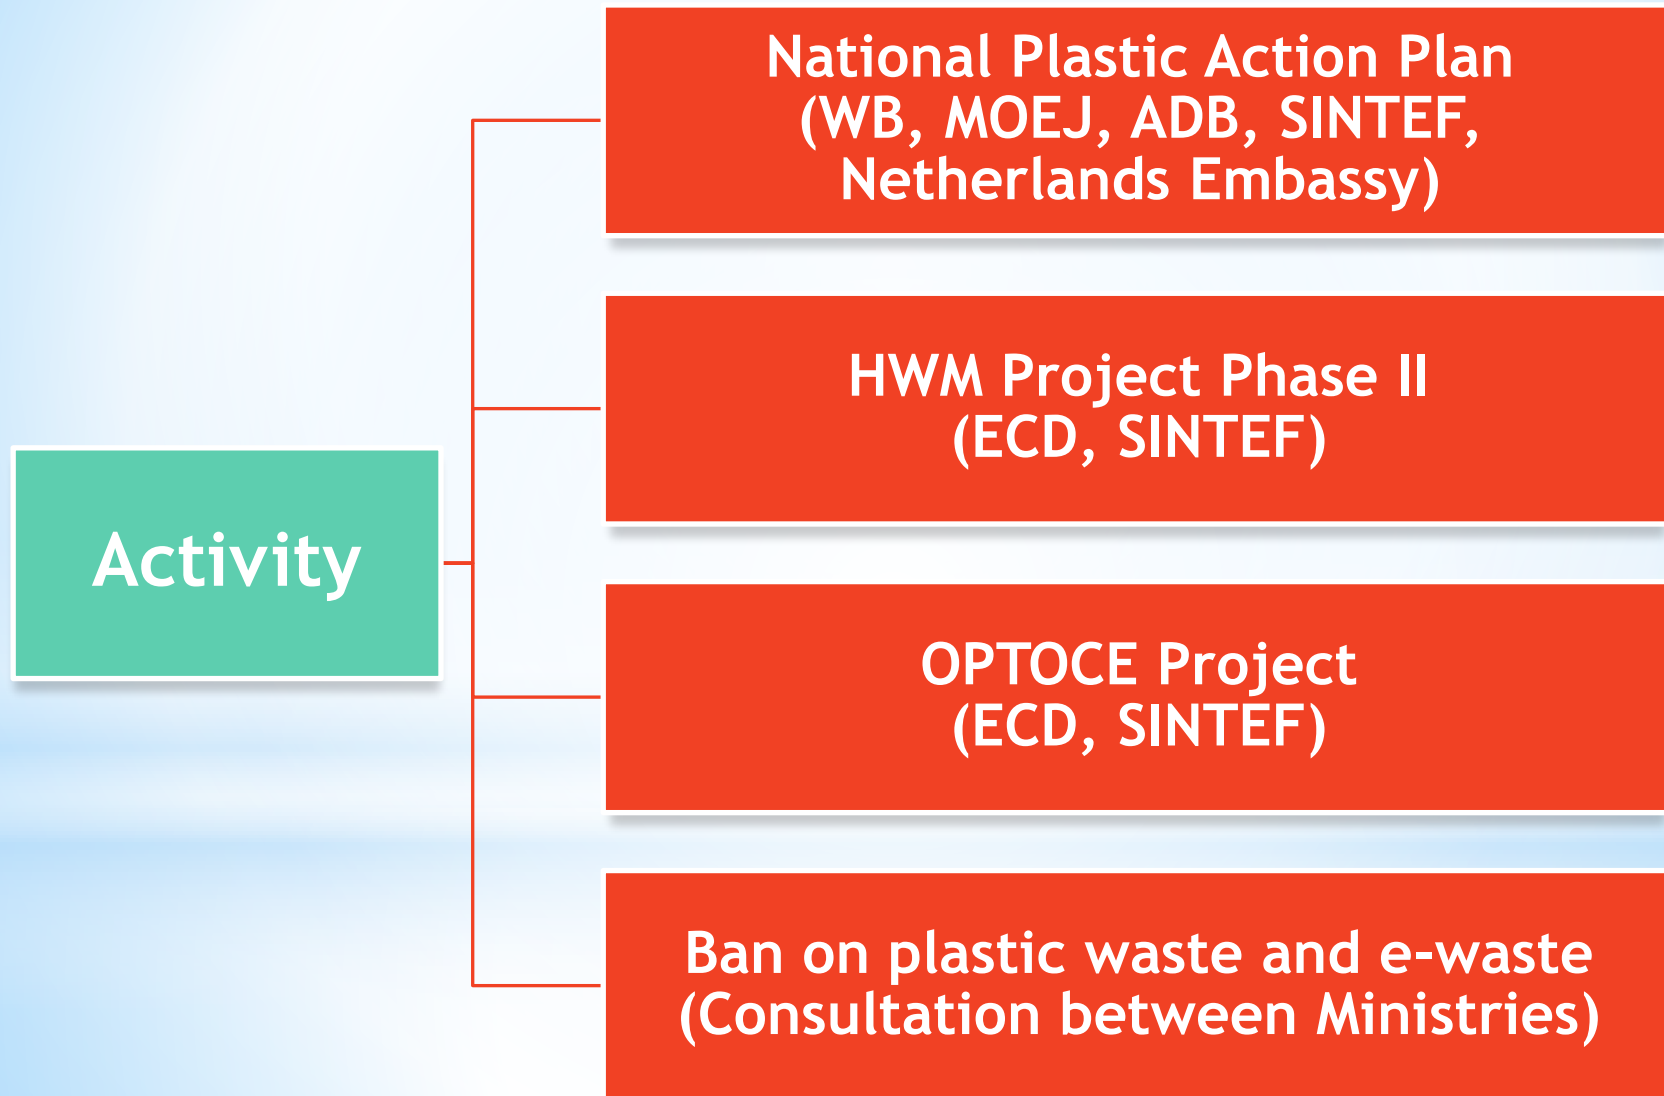 Activity
National Plastic Action Plan
(WB, MOEJ, ADB, SINTEF,
Netherlands Embassy)
HWM Project Phase II
(ECD, SINTEF)
OPTOCE Project
(ECD, SINTEF)
Ban on plastic waste and e-waste
(Consultation between Ministries)